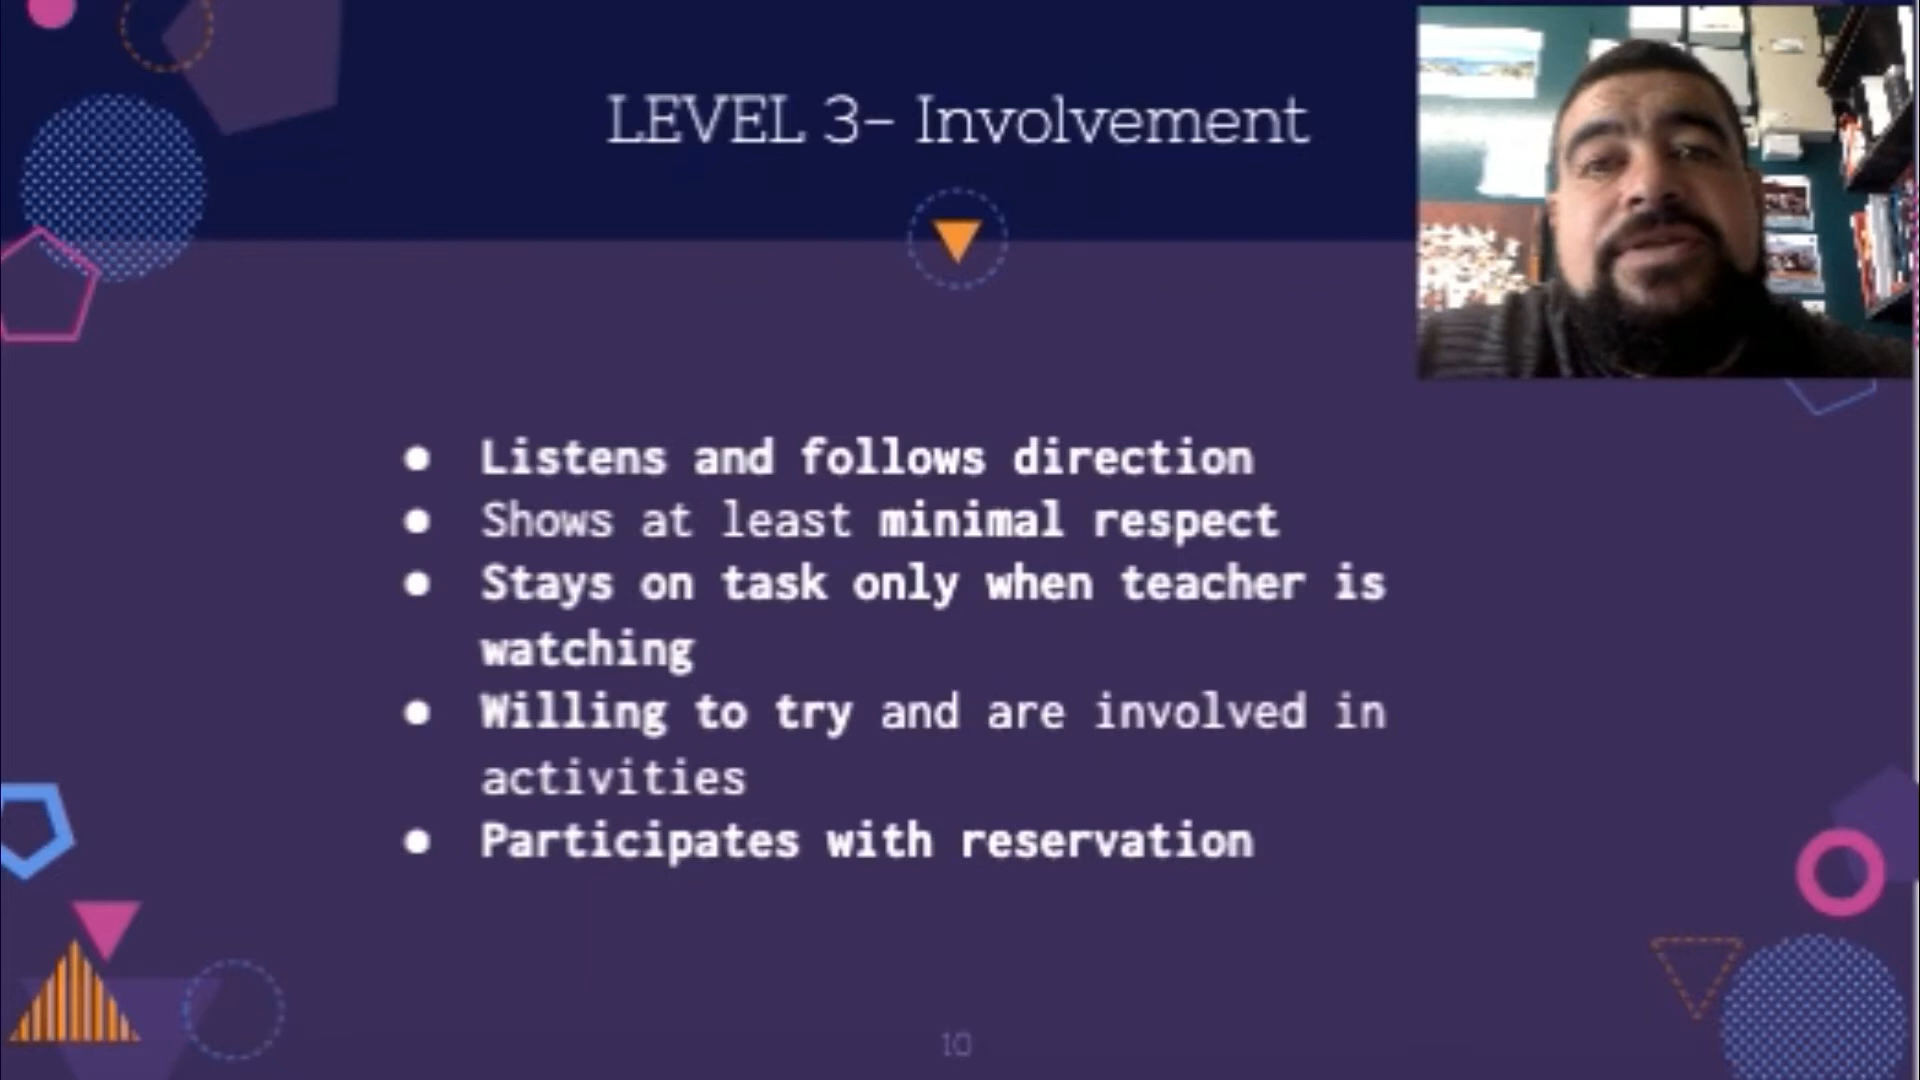 LEVEL 3- Involvement
● Listens and follows direction
● Shows at least minimal respect
● Stays on task only when teacher is
watching
● Willing to try and are involved in
activities
● Participates with reservation
10